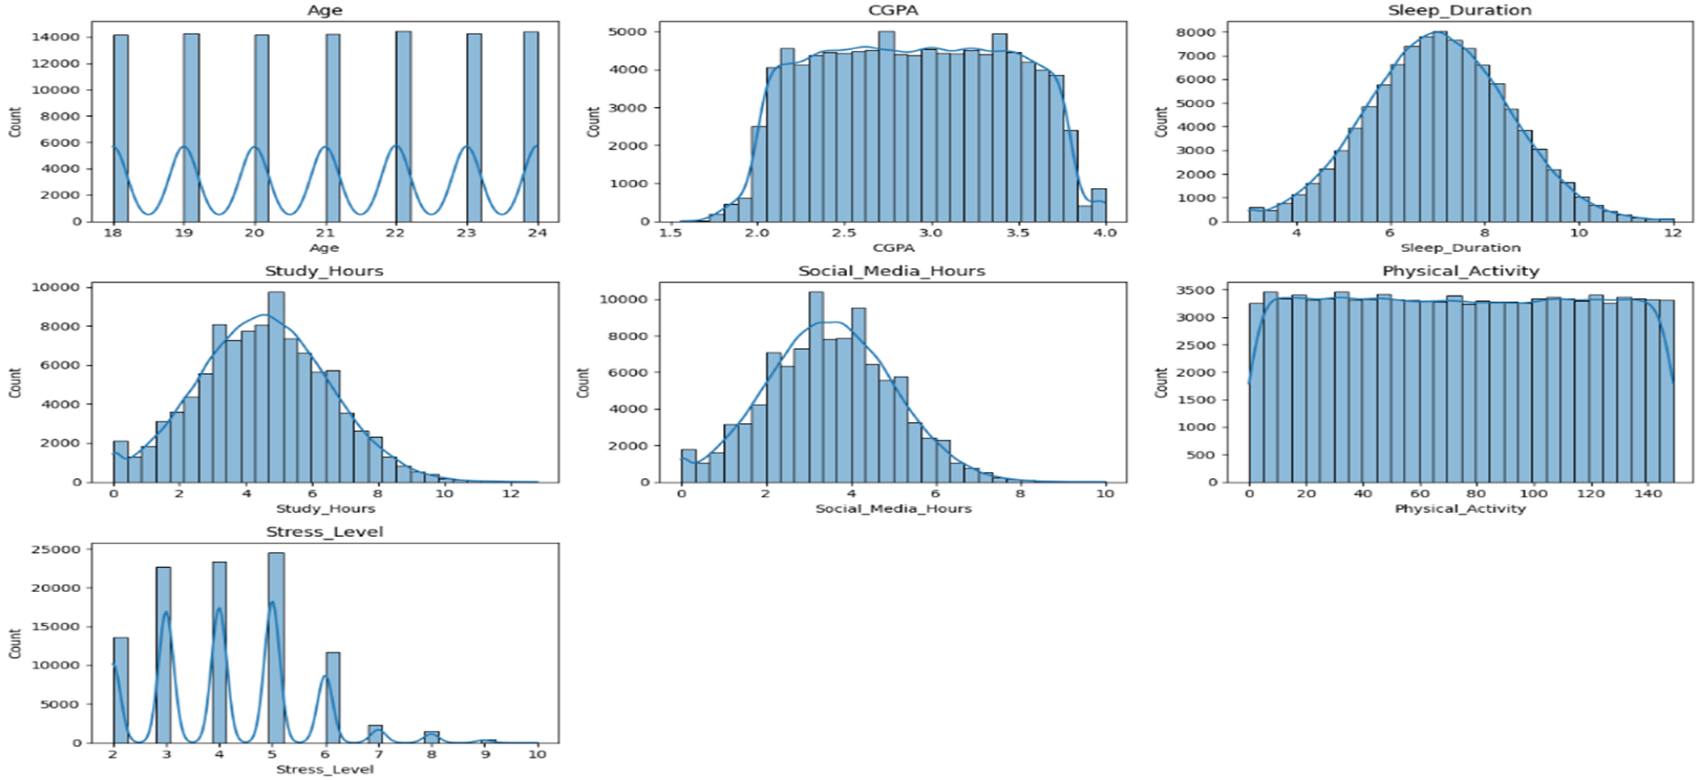 Age
CGPA
Sleep_Duration
14000
12000
10000
8000
6000
4000
2000
0
Count
18 19 20 21 22 23 24
Age
5000
4000
3000
2000
1000
0
Count
1.5 2.0 2.5 3.0 3.5 4.0
CGPA
8000
7000
6000
5000
4000
3000
2000
1000
0
Count
4 6 8 10 12
Sleep_Duration
Study_Hours
Social_Media_Hours
Physical_Activity
10000
8000
6000
4000
2000
0
Count
0 2 4 6 8 10 12
Study_Hours
10000
8000
6000
4000
2000
0
Count
0 2 4 6 8 10
Social_Media_Hours
3500
3000
2500
2000
1500
1000
500
0
Count
0 20 40 60 80 100 120 140
Physical_Activity
Stress_Level
25000
20000
15000
10000
5000
0
Count
2 3 4 5 6 7 8 9 10
Stress_Level